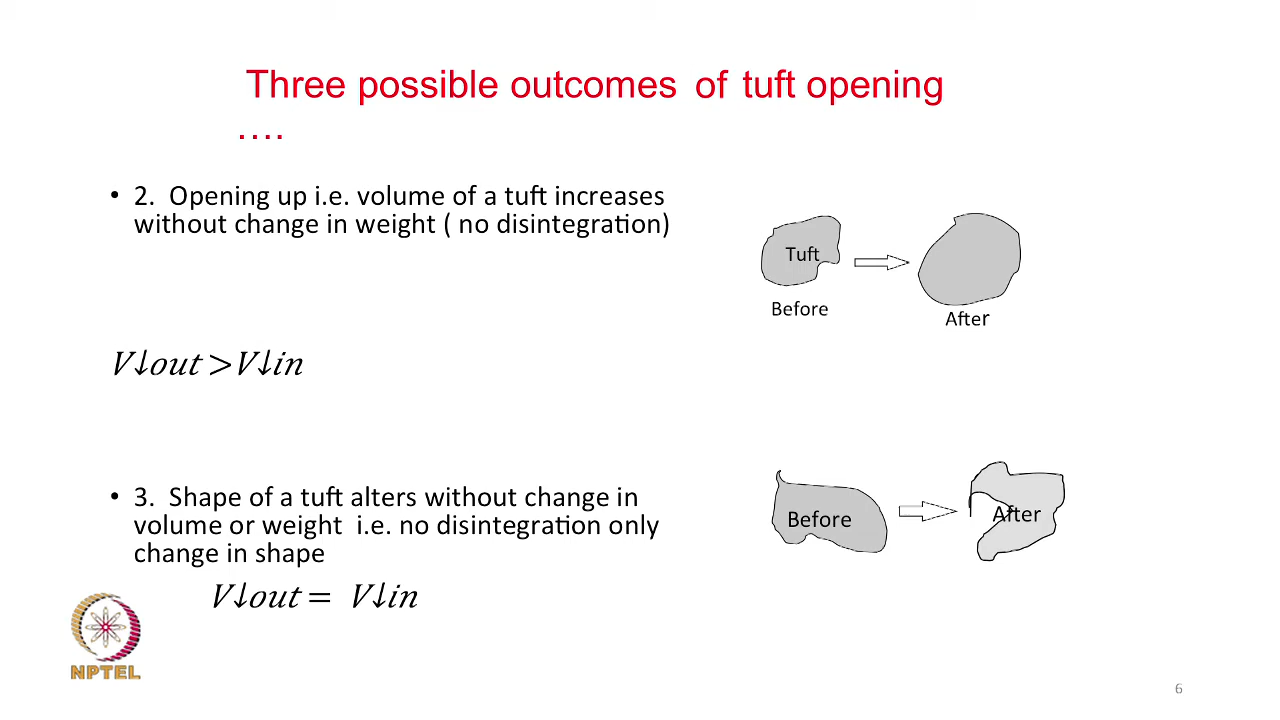 Three possible outcomes of tuft opening
....
• 2. Opening up i.e. volume of a tuft increases
without change in weight ( no disintegration)
Tuft
Before
After
V↓out >V↓in
• 3. Shape of a tuft alters without change in
volume or weight i.e. no disintegration only
change in shape
Before
After
V↓out = V↓in
NPTEL
6